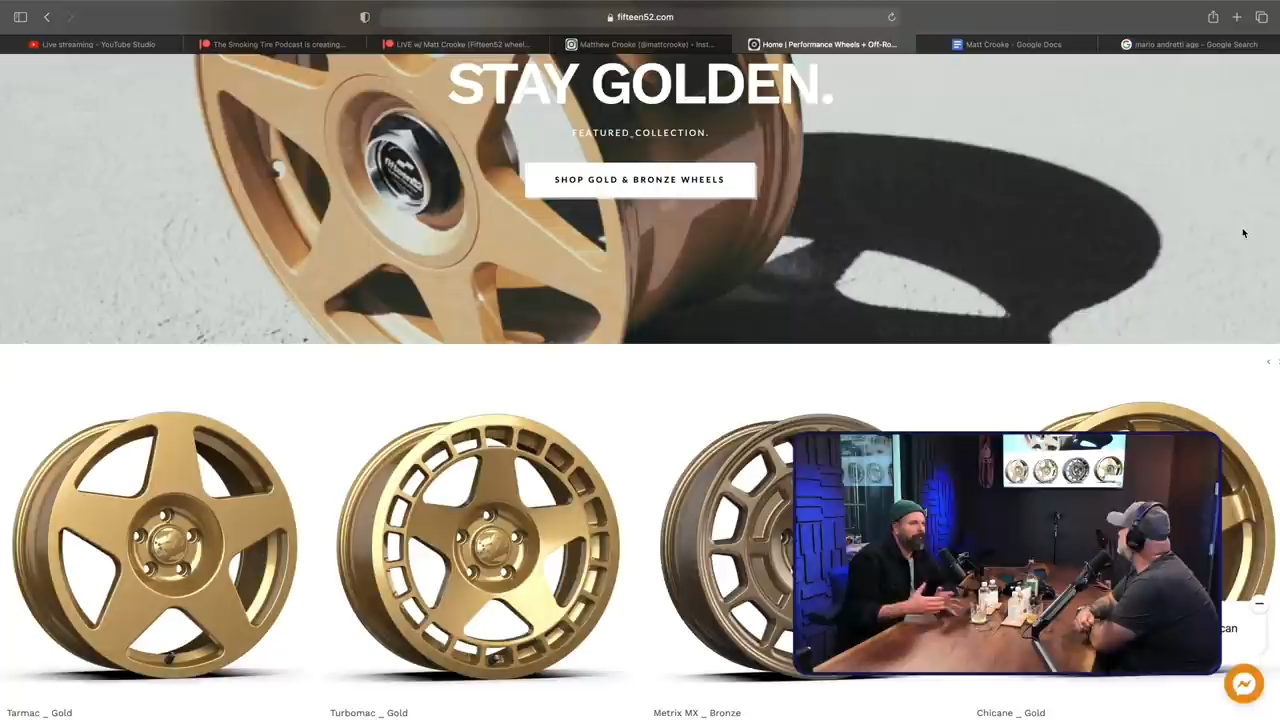 fifteen52.com
Live streaming - YouTube Studio
The Smoking Tire Podcast is creating...
LIVE w/ Matt Crooke (Fifteen52 wheel...
Matthew Crooke (@mattcrooke) - Inst...
Home | Performance Wheels + Off-Ro...
Matt Crooke - Google Docs
mario andretti age - Google Search
STAY GOLDEN.
FEATURED_COLLECTION.
SHOP GOLD & BRONZE WHEELS
can
Tarmac _ Gold
Turbomac _ Gold
Metrix MX _ Bronze
Chicane _ Gold